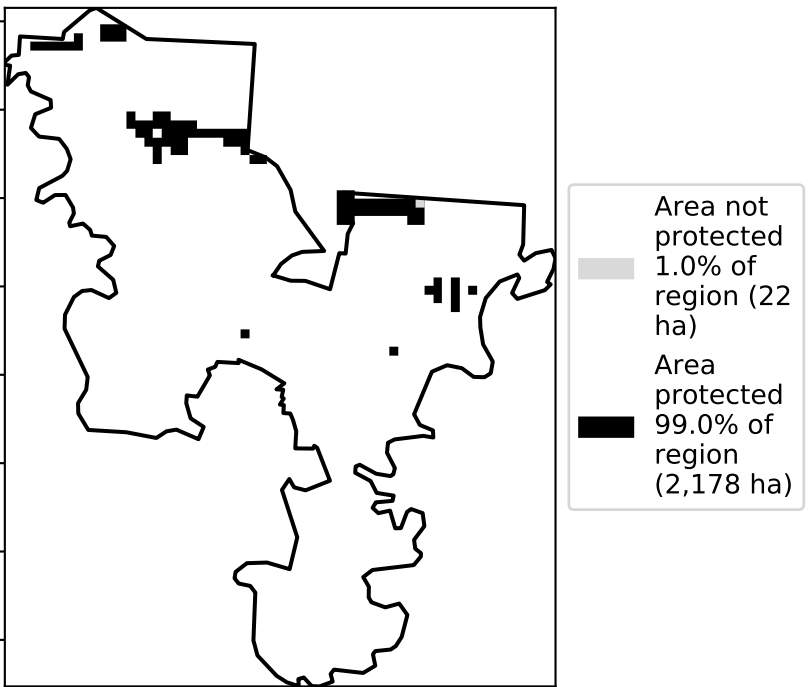 Area not
protected
1.0% of
region (22
ha)
Area
protected
99.0% of
region
(2,178 ha)